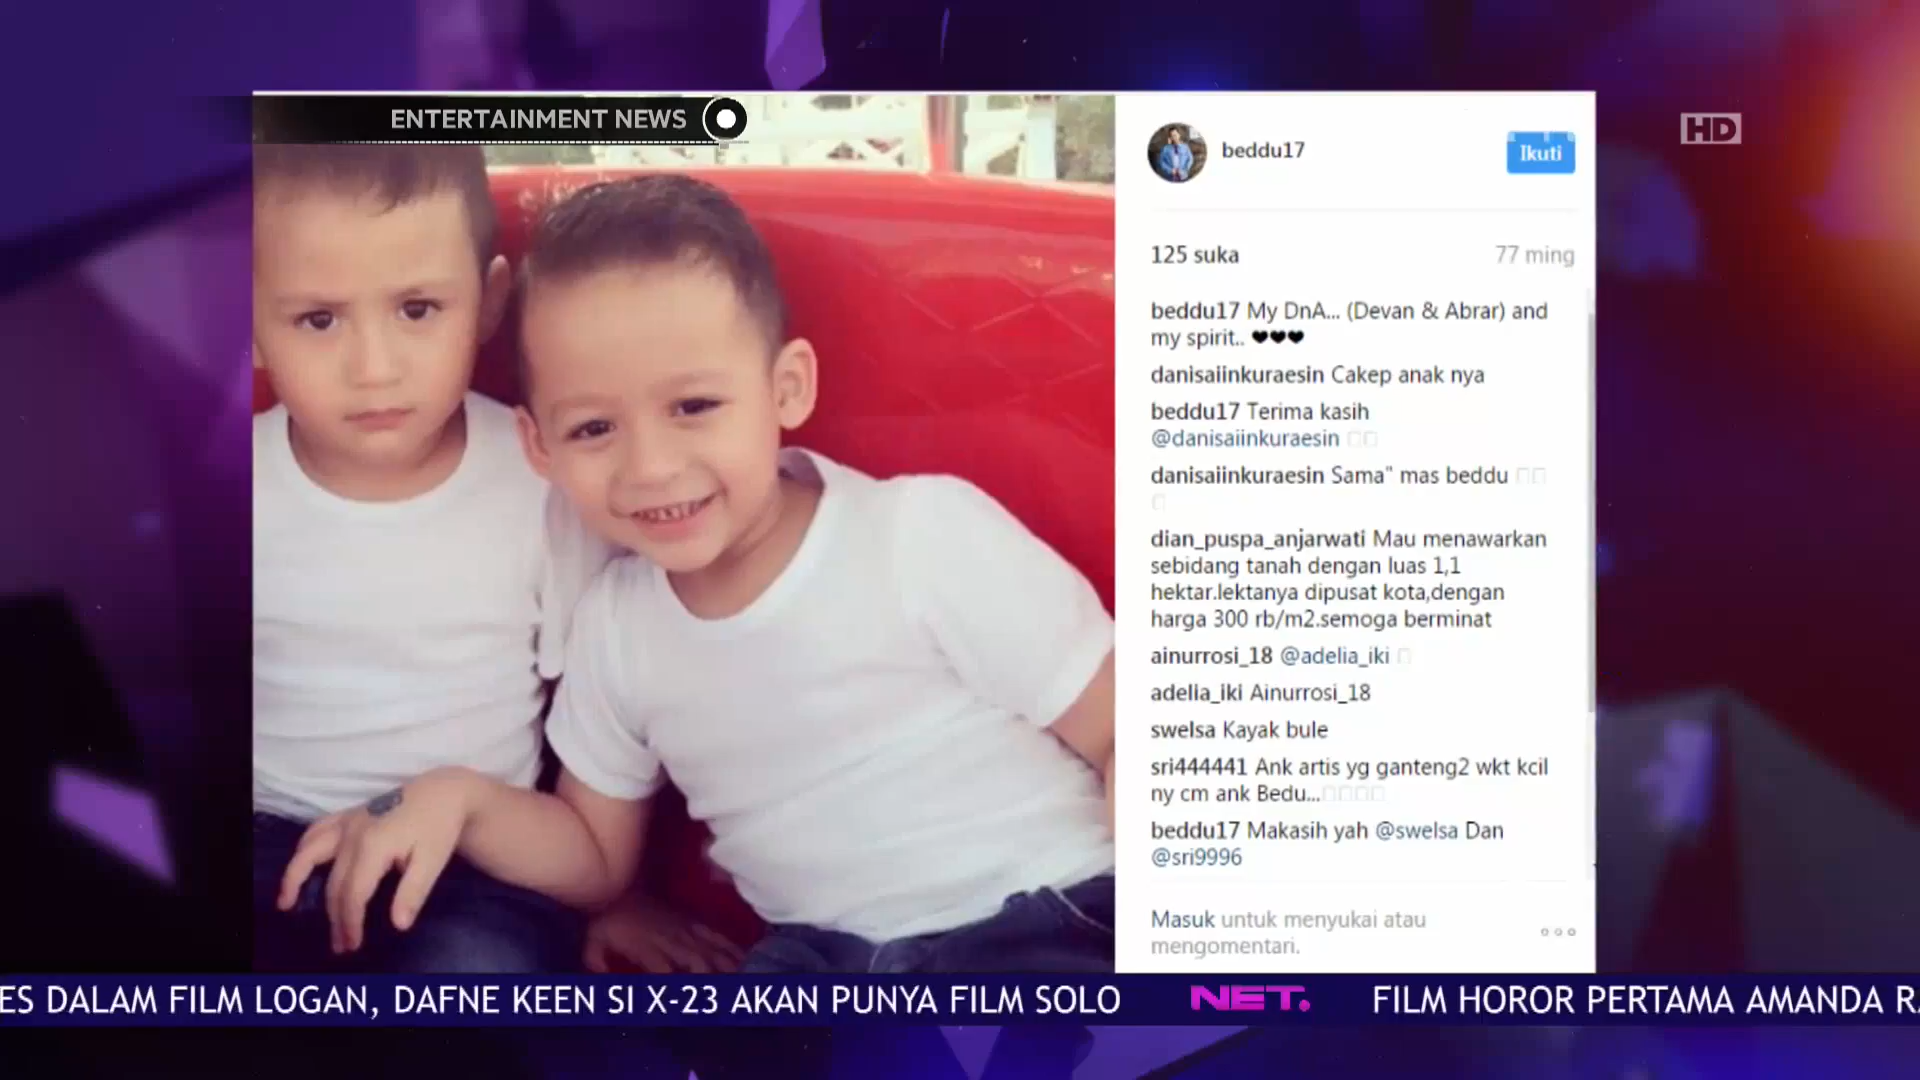 ENTERTAINMENT NEWS
HD
beddu17
Ikuti
125 suka
77 ming
beddu17 My DnA... (Devan & Abrar) and
my spirit.. ❤❤❤
danisaiinkuraesin Cakep anak nya
beddu17 Terima kasih
@danisaiinkuraesin
danisaiinkuraesin Sama" mas beddu
dian_puspa_anjarwati Mau menawarkan
sebidang tanah dengan luas 1,1
hektar.lektanya dipusat kota,dengan
harga 300 rb/m2.semoga berminat
ainurrosi_18 @adelia_iki
adelia_iki Ainurrosi_18
swelsa Kayak bule
sri444441 Ank artis yg ganteng2 wkt kcil
ny cm ank Bedu...
beddu17 Makasih yah @swelsa Dan
@sri9996
Masuk untuk menyukai atau
mengomentari.
ES DALAM FILM LOGAN, DAFNE KEEN SI X-23 AKAN PUNYA FILM SOLO NET. FILM HOROR PERTAMA AMANDA RA